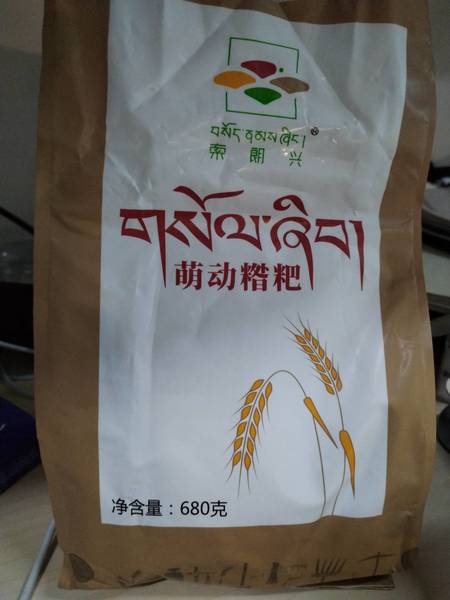 བསོད་ནམས་ཞིང་།®
索朗兴
གསོལ་ཞིབ།
萌动糌粑
净含量：680克